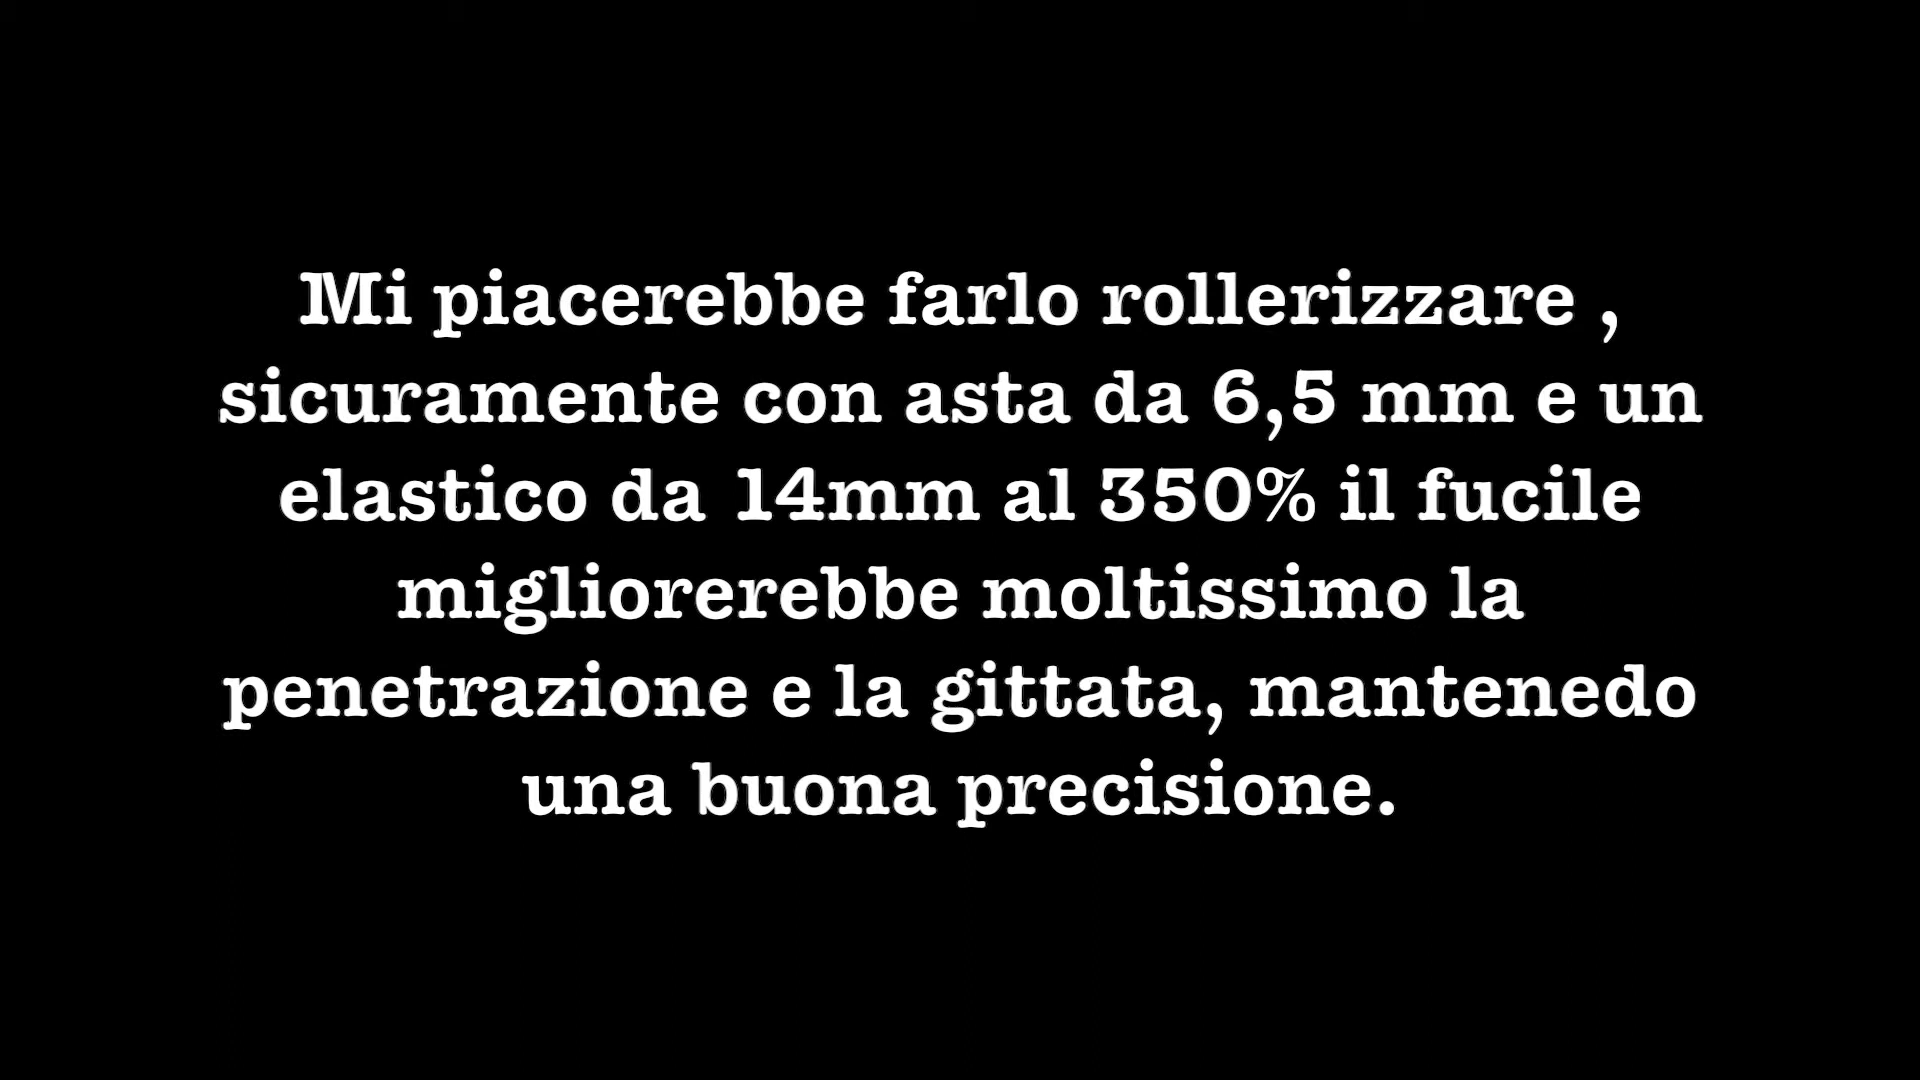 Mi piacerebbe farlo rollerizzare ,
sicuramente con asta da 6,5 mm e un
elastico da 14mm al 350% il fucile
migliorerebbe moltissimo la
penetrazione e la gittata, mantenedo
una buona precisione.